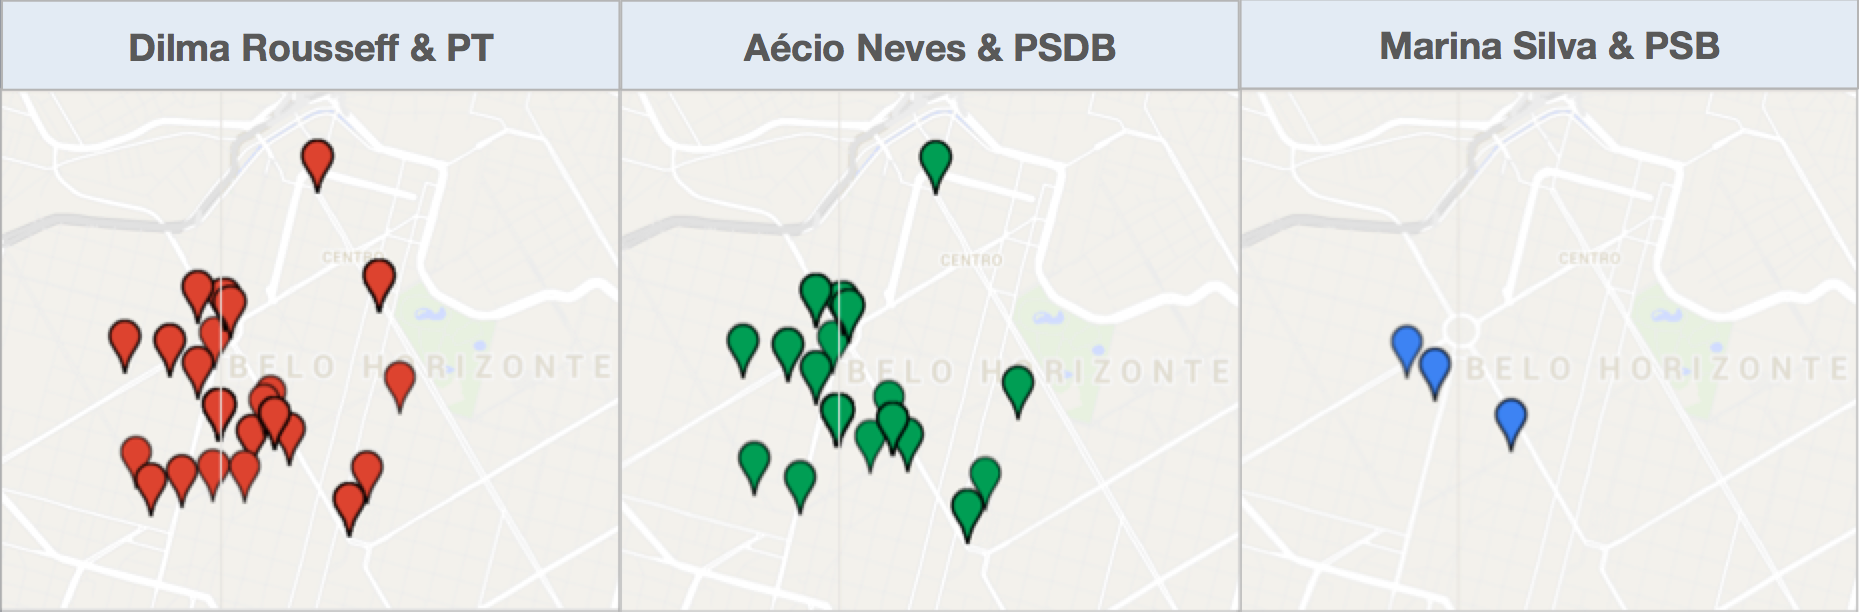 Dilma Rousseff & PT
Aécio Neves & PSDB
Marina Silva & PSB
CENTRO
BELO HORIZONTE
CENTRO
BELO HORIZONTE
CENTRO
BELO HORIZONTE